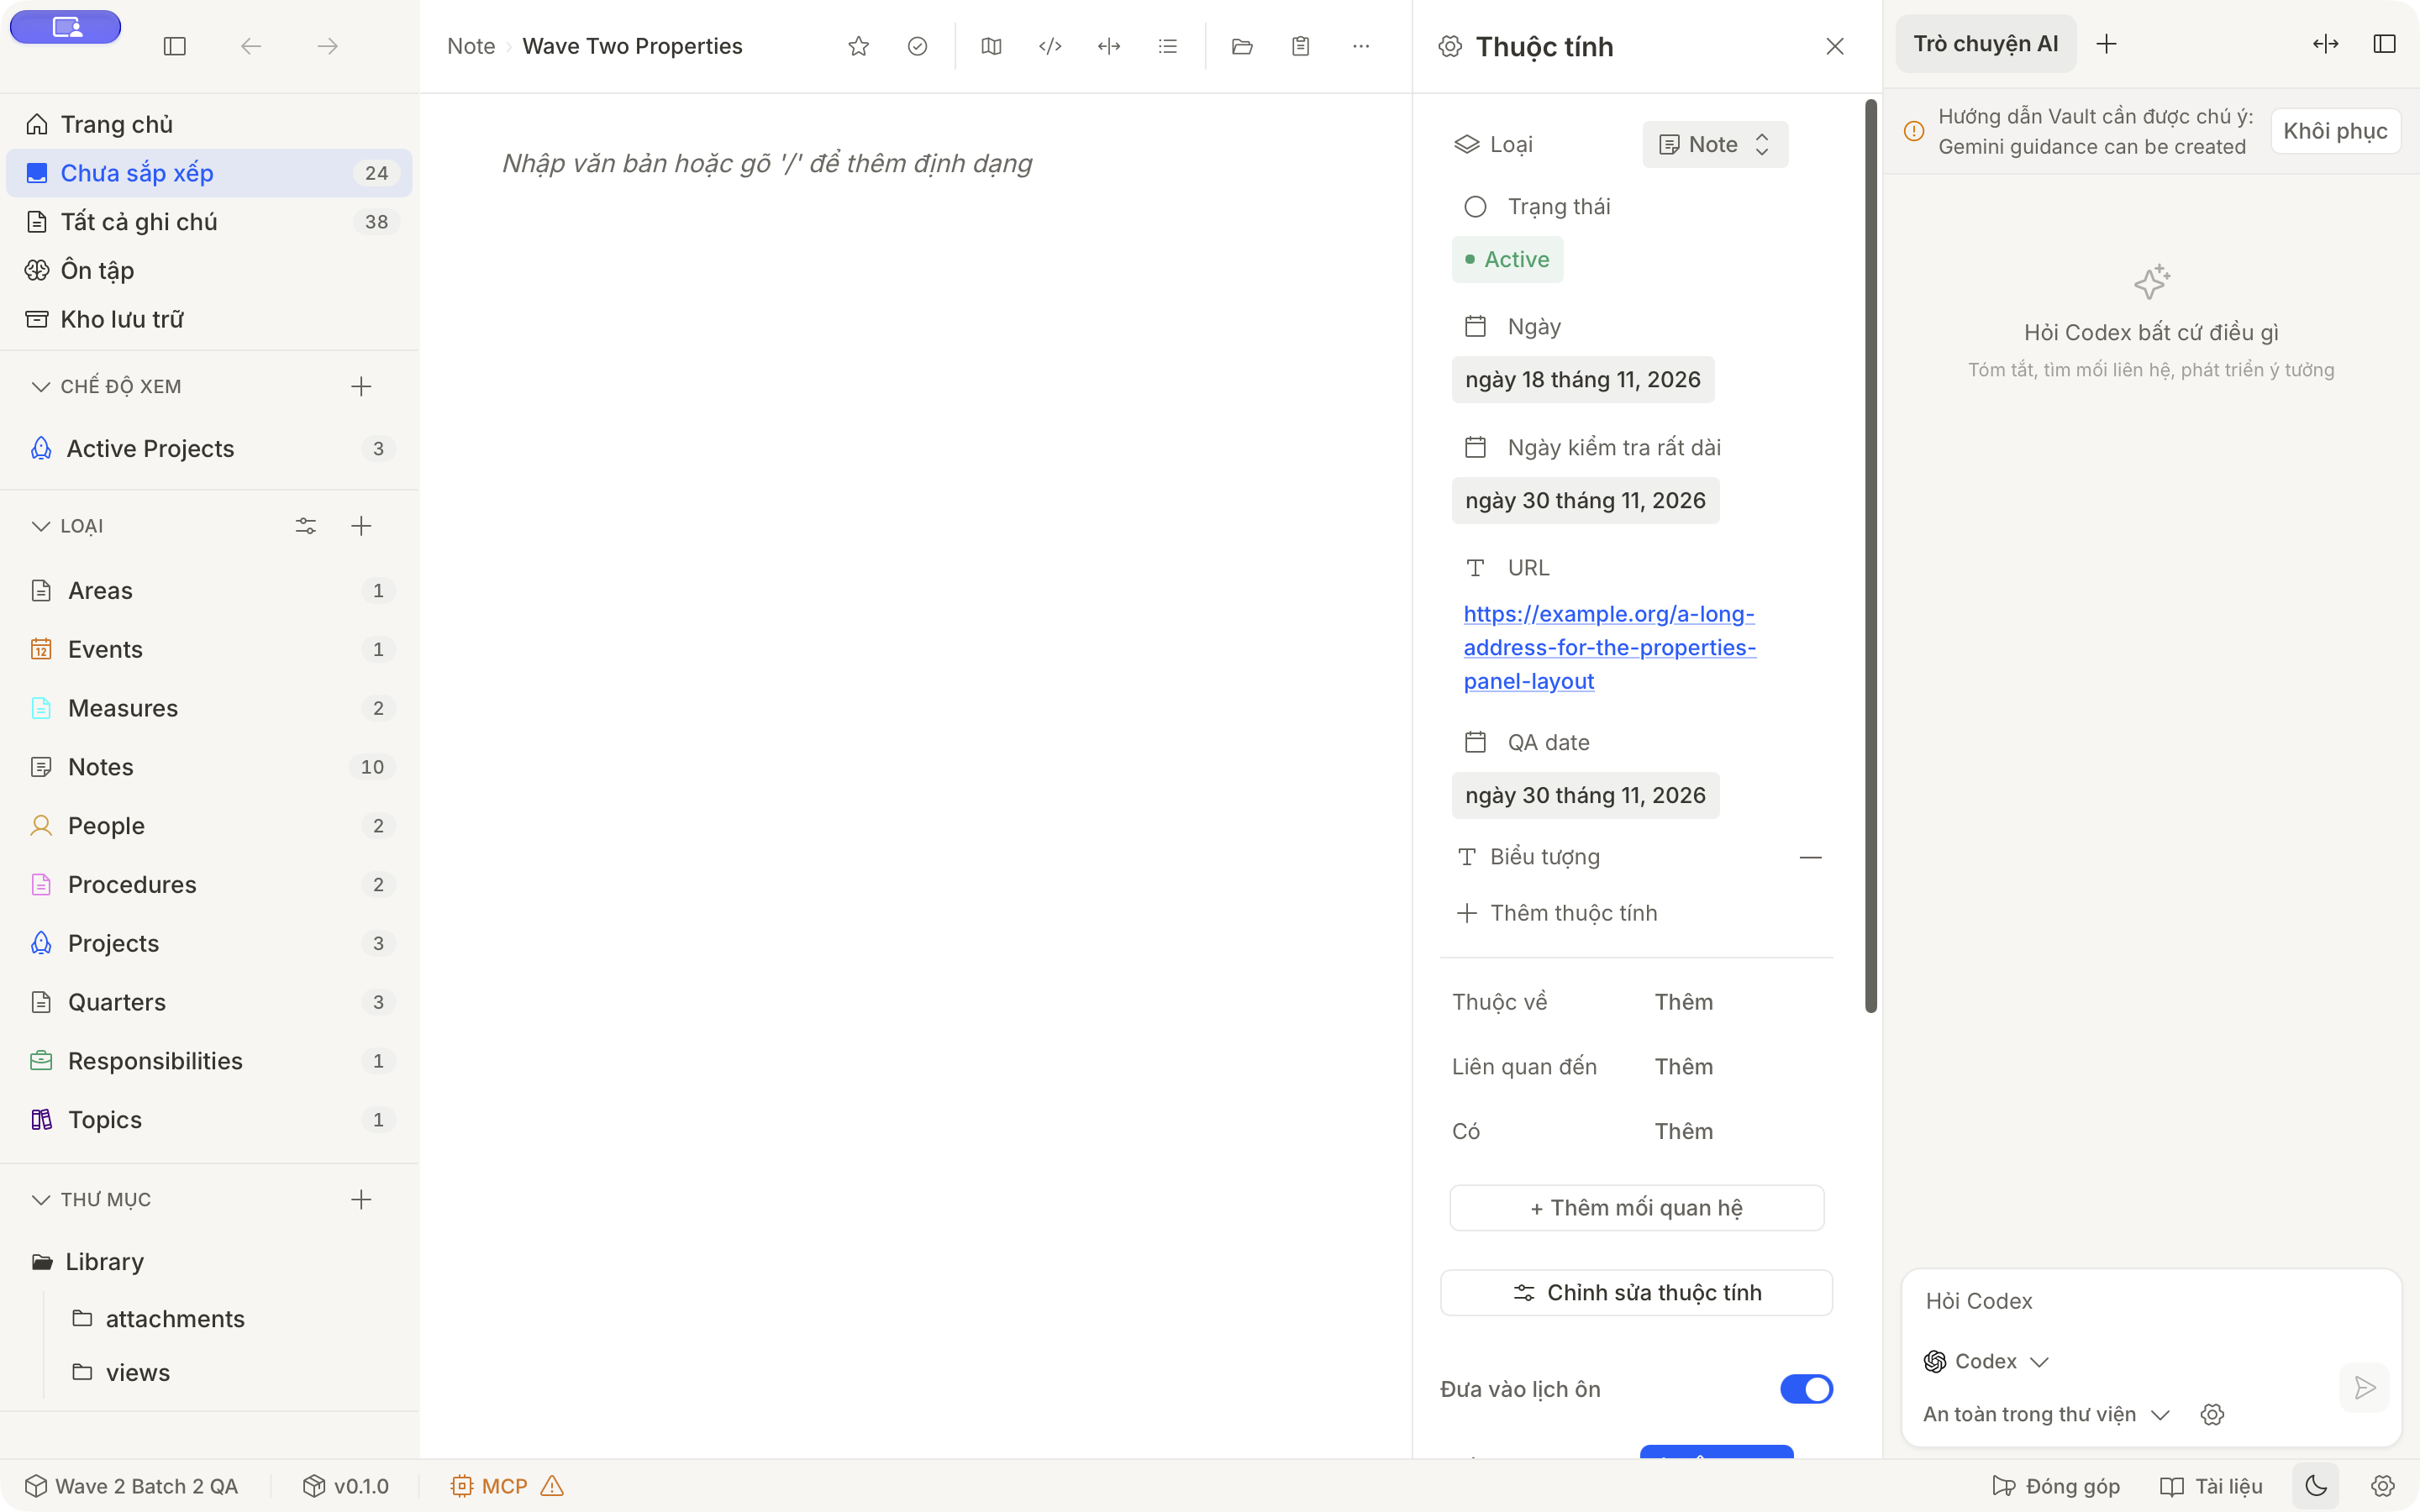 Note › Wave Two Properties
Thuộc tính
Trò chuyện AI
Trang chủ
Chưa sắp xếp 24
Tất cả ghi chú 38
Ôn tập
Kho lưu trữ
CHẾ ĐỘ XEM
Active Projects 3
LOẠI
Areas 1
Events 1
Measures 2
Notes 10
People 2
Procedures 2
Projects 3
Quarters 3
Responsibilities 1
Topics 1
THƯ MỤC
Library
attachments
views
Nhập văn bản hoặc gõ '/' để thêm định dạng
Loại Note
Trạng thái
Active
Ngày
ngày 18 tháng 11, 2026
Ngày kiểm tra rất dài
ngày 30 tháng 11, 2026
URL
https://example.org/a-long-
address-for-the-properties-
panel-layout
QA date
ngày 30 tháng 11, 2026
Biểu tượng —
Thêm thuộc tính
Thuộc về Thêm
Liên quan đến Thêm
Có Thêm
+ Thêm mối quan hệ
Chỉnh sửa thuộc tính
Đưa vào lịch ôn
Hướng dẫn Vault cần được chú ý:
Gemini guidance can be created
Khôi phục
Hỏi Codex bất cứ điều gì
Tóm tắt, tìm mối liên hệ, phát triển ý tưởng
Hỏi Codex
Codex
An toàn trong thư viện
Wave 2 Batch 2 QA
v0.1.0
MCP
Đóng góp
Tài liệu